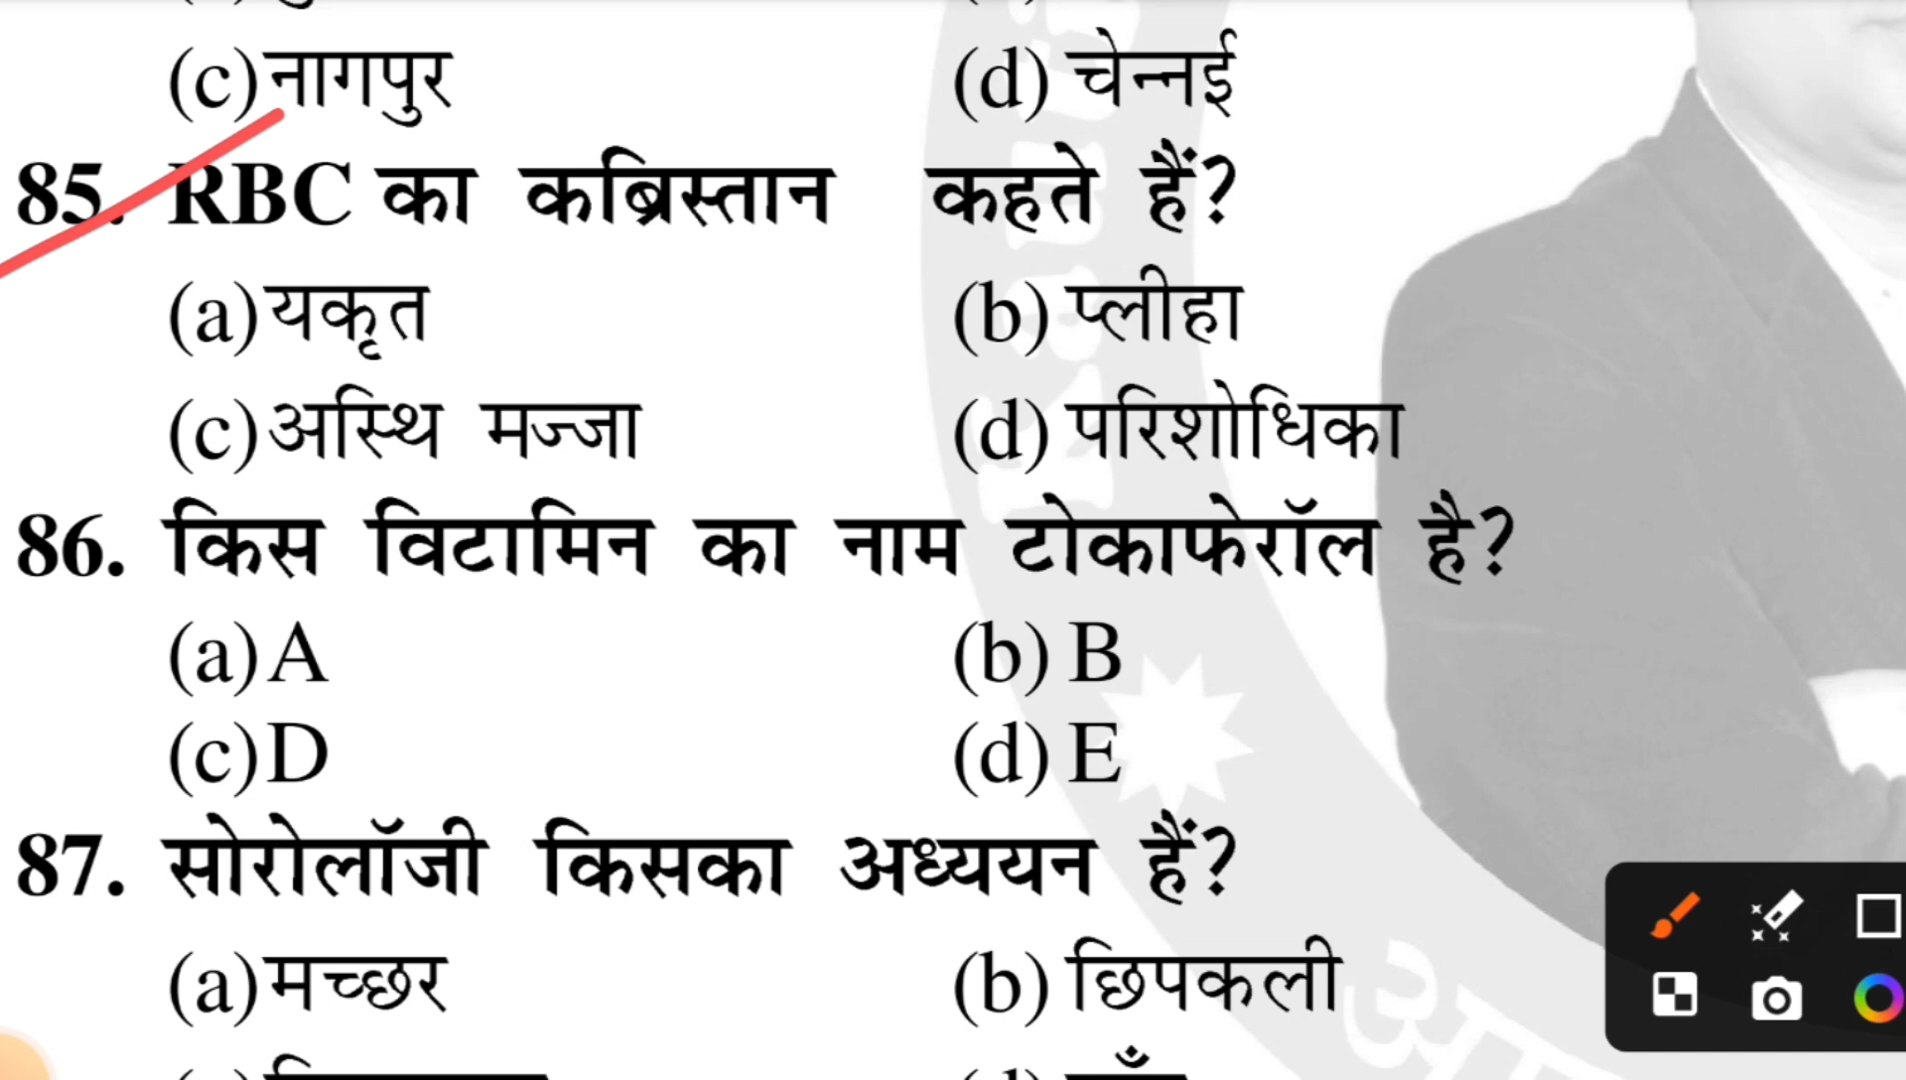 (c) नागपुर (d) चेन्नई
85. RBC का कब्रिस्तान कहते हैं?
(a) यकृत (b) प्लीहा
(c) अस्थि मज्जा (d) परिशोधिका
86. किस विटामिन का नाम टोकाफेरॉल है?
(a) A (b) B
(c) D (d) E
87. सोरोलॉजी किसका अध्ययन हैं?
(a) मच्छर (b) छिपकली